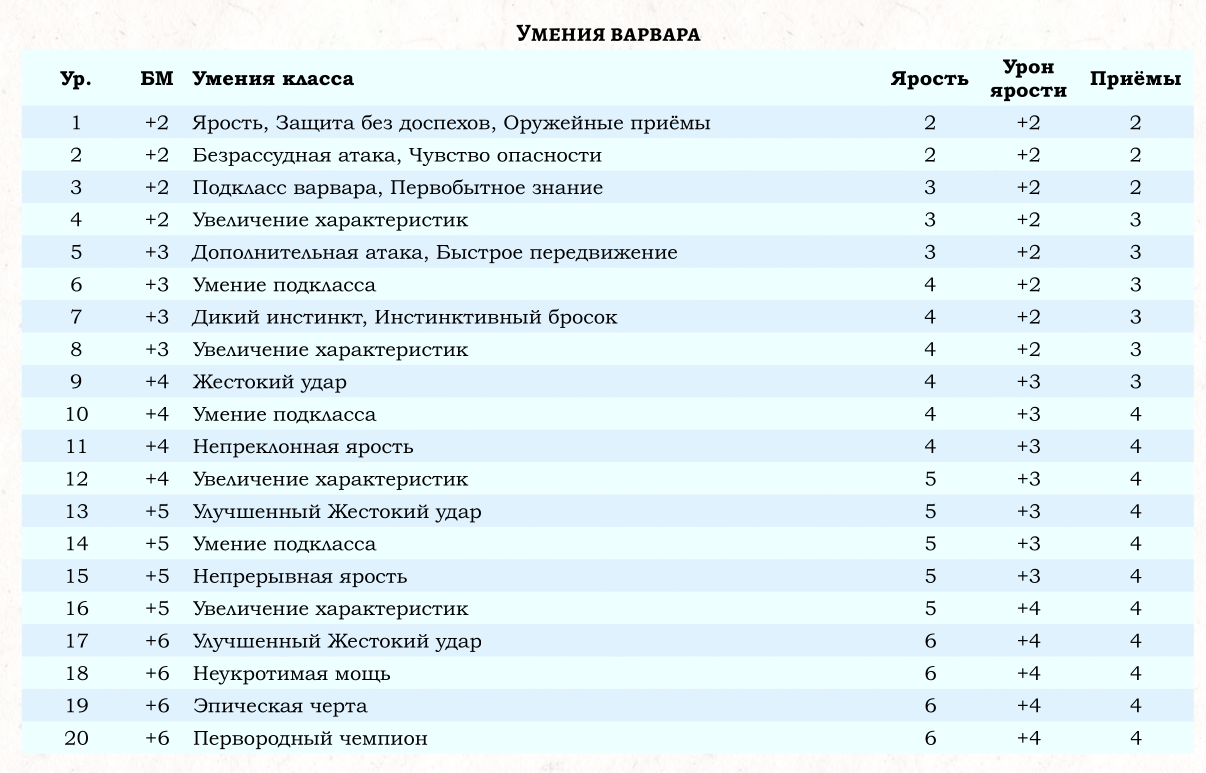 Умения варвара
Ур. БМ Умения класса Ярость Урон ярости Приёмы
1 +2 Ярость, Защита без доспехов, Оружейные приёмы 2 +2 2
2 +2 Безрассудная атака, Чувство опасности 2 +2 2
3 +2 Подкласс варвара, Первобытное знание 3 +2 2
4 +2 Увеличение характеристик 3 +2 3
5 +3 Дополнительная атака, Быстрое передвижение 3 +2 3
6 +3 Умение подкласса 4 +2 3
7 +3 Дикий инстинкт, Инстинктивный бросок 4 +2 3
8 +3 Увеличение характеристик 4 +2 3
9 +4 Жестокий удар 4 +3 3
10 +4 Умение подкласса 4 +3 4
11 +4 Непреклонная ярость 4 +3 4
12 +4 Увеличение характеристик 5 +3 4
13 +5 Улучшенный Жестокий удар 5 +3 4
14 +5 Умение подкласса 5 +3 4
15 +5 Непрерывная ярость 5 +3 4
16 +5 Увеличение характеристик 5 +4 4
17 +6 Улучшенный Жестокий удар 6 +4 4
18 +6 Неукротимая мощь 6 +4 4
19 +6 Эпическая черта 6 +4 4
20 +6 Первородный чемпион 6 +4 4